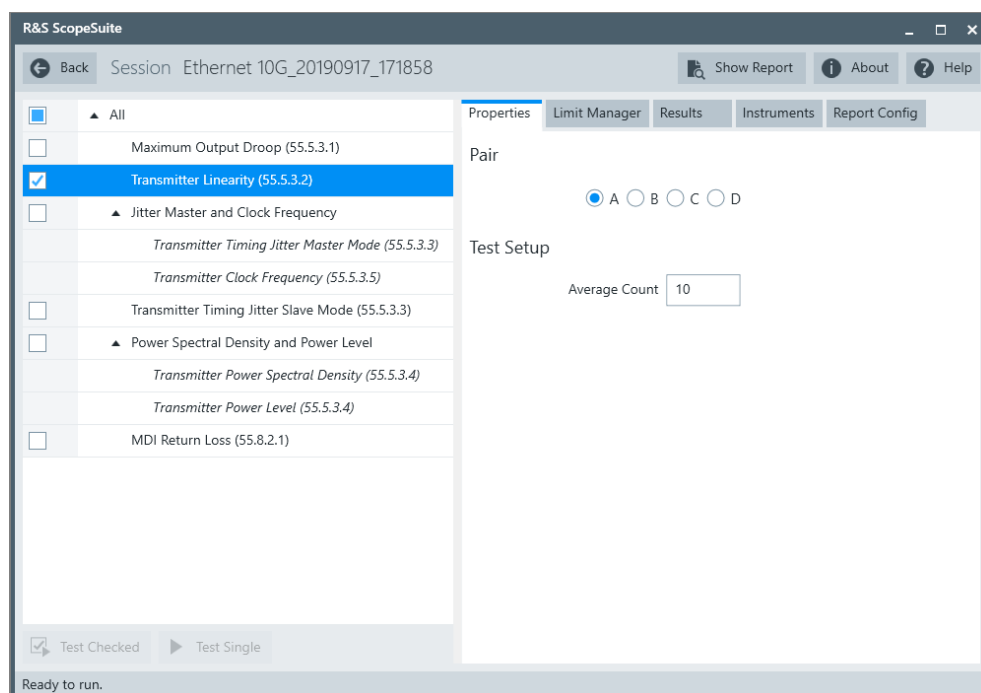 R&S ScopeSuite
Back Session Ethernet 10G_20190917_171858 Show Report About Help
All
Maximum Output Droop (55.5.3.1)
Transmitter Linearity (55.5.3.2)
Jitter Master and Clock Frequency
Transmitter Timing Jitter Master Mode (55.5.3.3)
Transmitter Clock Frequency (55.5.3.5)
Transmitter Timing Jitter Slave Mode (55.5.3.3)
Power Spectral Density and Power Level
Transmitter Power Spectral Density (55.5.3.4)
Transmitter Power Level (55.5.3.4)
MDI Return Loss (55.8.2.1)
Test Checked Test Single
Properties Limit Manager Results Instruments Report Config
Pair
A B C D
Test Setup
Average Count 10
Ready to run.